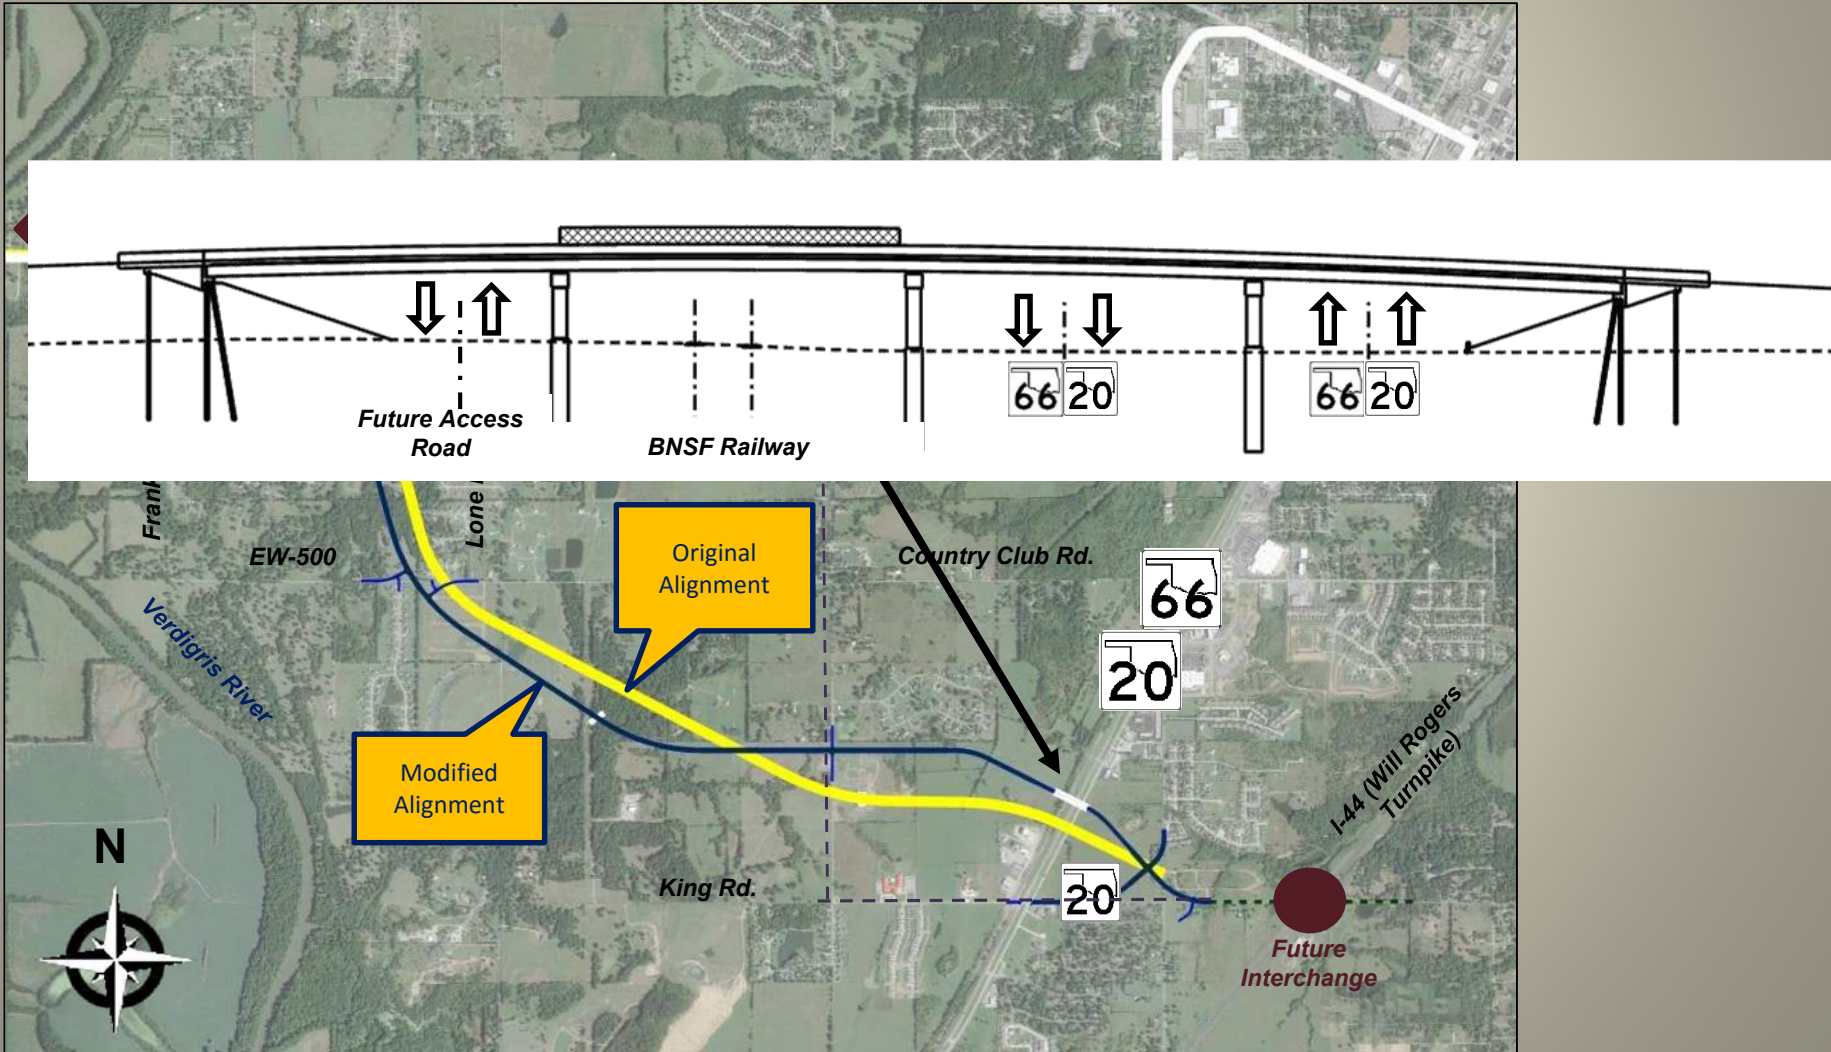 66 20
66 20
Future Access
Road
BNSF Railway
EW-500
Original
Alignment
Country Club Rd.
66
20
Verdigris River
Modified
Alignment
I-44 (Will Rogers
Turnpike)
N
King Rd.
20
Future
Interchange